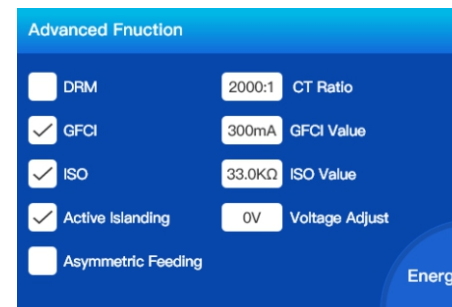 Advanced Fnuction
DRM 2000:1 CT Ratio
GFCI 300mA GFCI Value
ISO 33.0KΩ ISO Value
Active Islanding 0V Voltage Adjust
Asymmetric Feeding
Energ